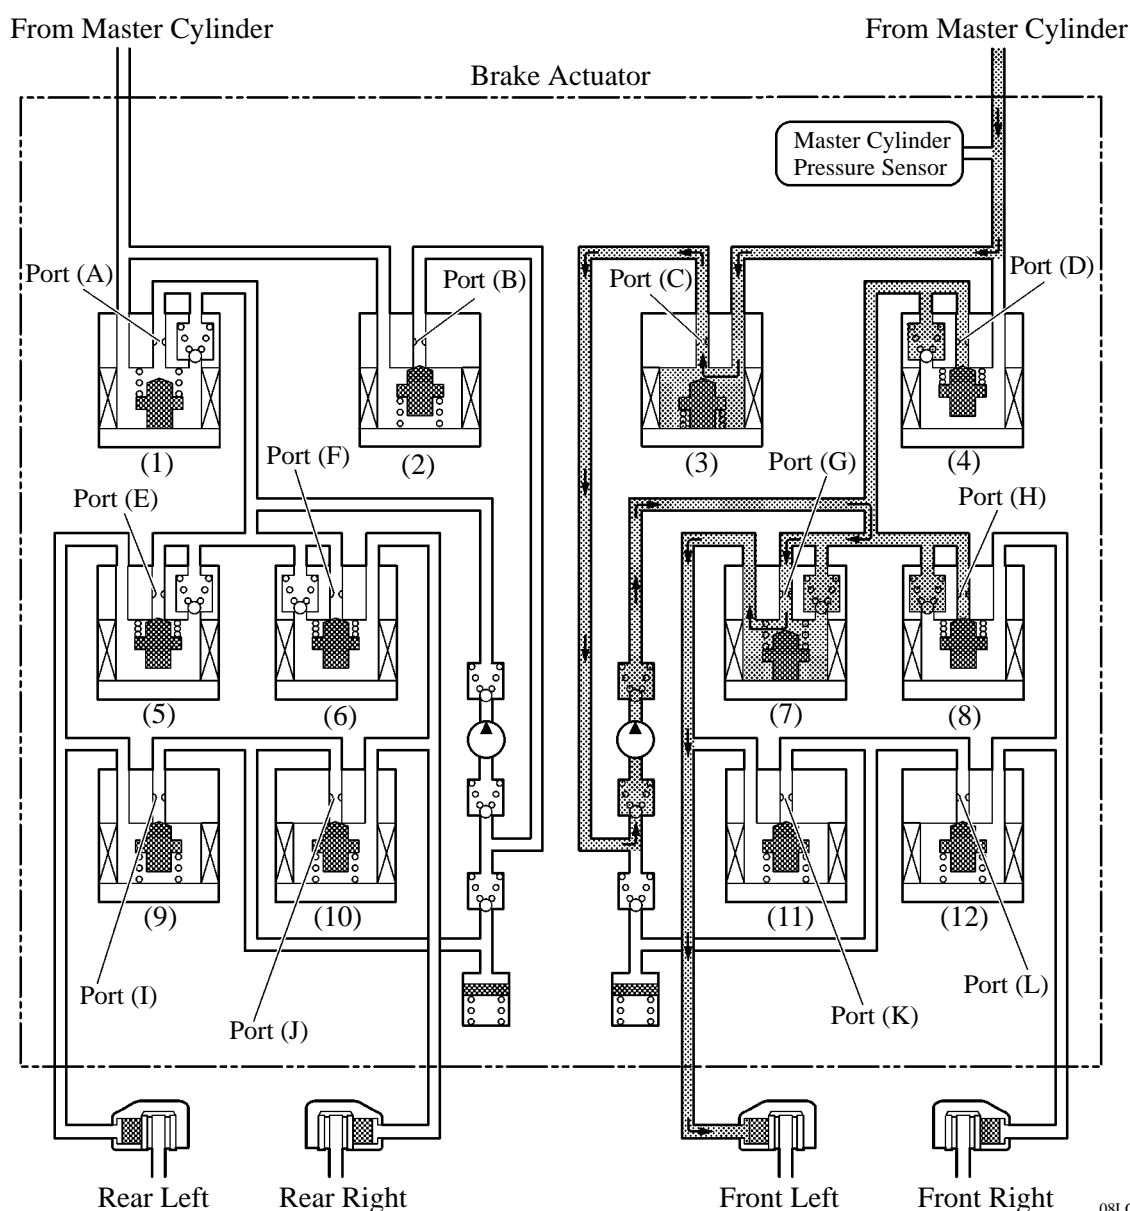 From Master Cylinder
From Master Cylinder
Brake Actuator
Master Cylinder
Pressure Sensor
Port (A)
Port (B)
Port (C)
Port (D)
(1)
(2)
(3)
(4)
Port (E)
Port (F)
Port (G)
Port (H)
(5)
(6)
(7)
(8)
(9)
(10)
(11)
(12)
Port (I)
Port (J)
Port (K)
Port (L)
Rear Left
Rear Right
Front Left
Front Right